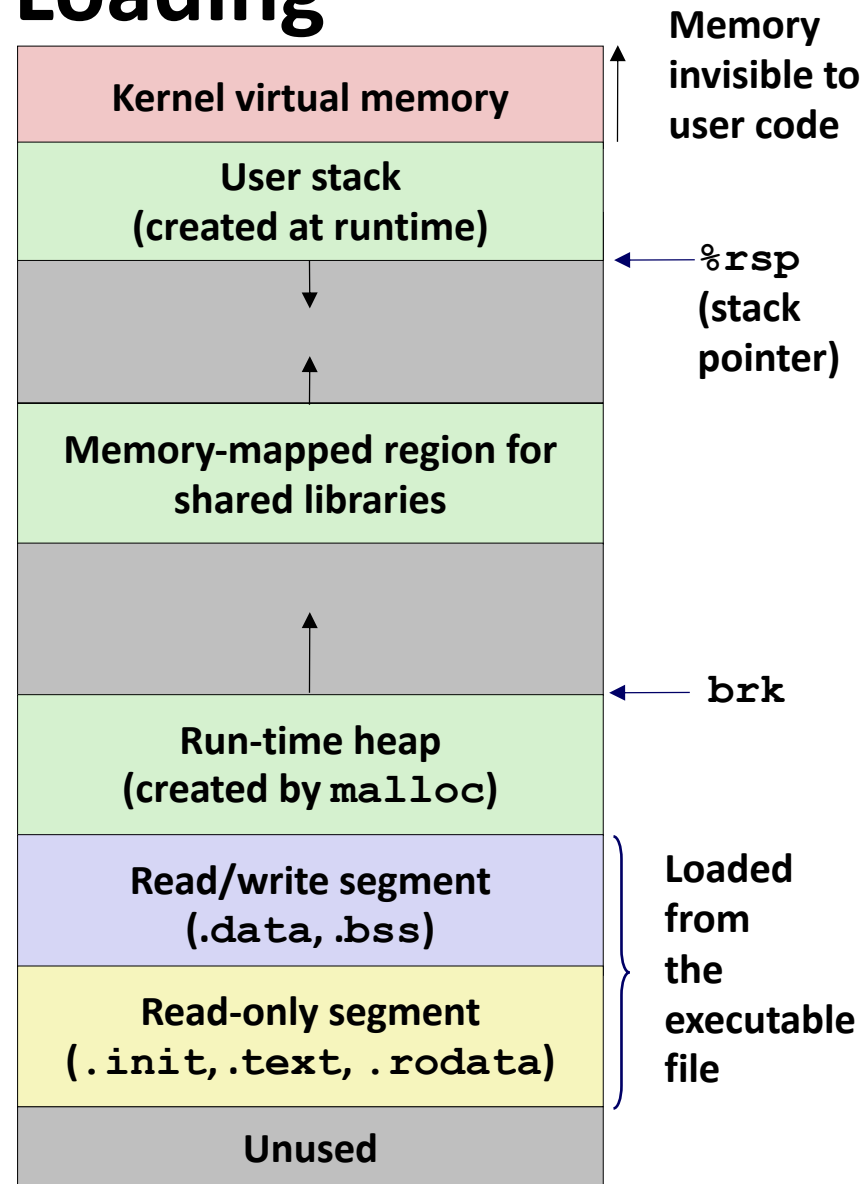 Loading
Memory
invisible to
user code
Kernel virtual memory
User stack
(created at runtime)
%rsp
(stack
pointer)
Memory-mapped region for
shared libraries
brk
Run-time heap
(created by malloc)
Read/write segment
(.data, .bss)
Loaded
from
the
executable
file
Read-only segment
(.init, .text, .rodata)
Unused